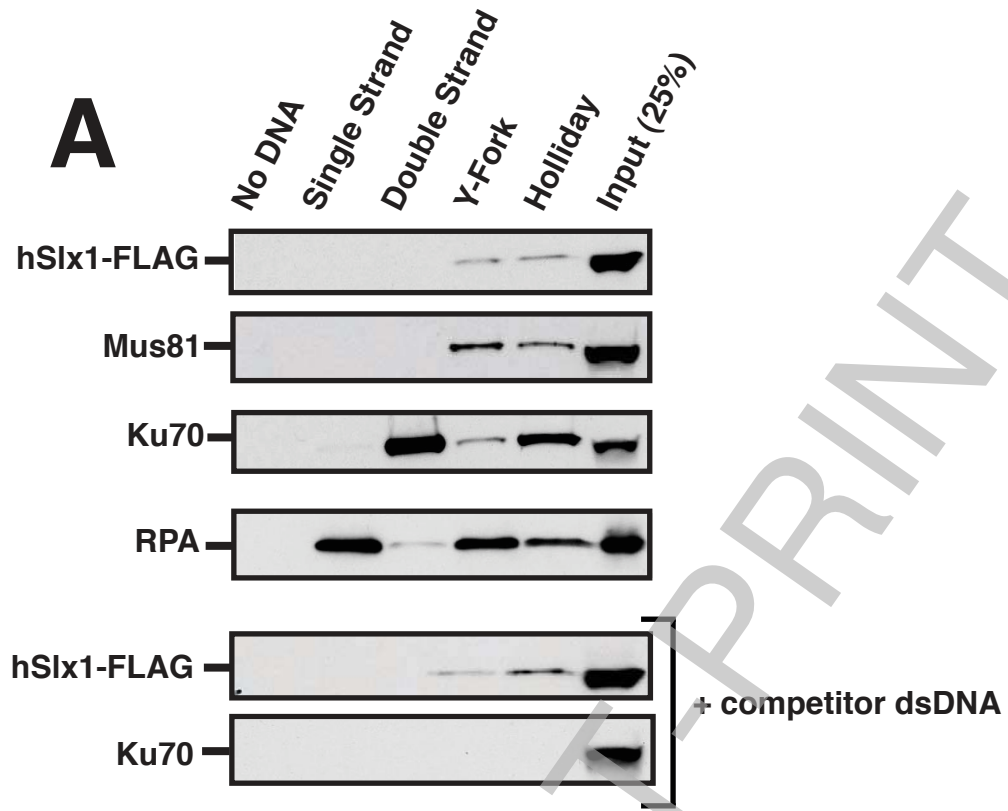 A
No DNA
Single Strand
Double Strand
Y-Fork
Holliday
Input (25%)
hSlx1-FLAG
Mus81
Ku70
RPA
hSlx1-FLAG
Ku70
+ competitor dsDNA
T-PRINT